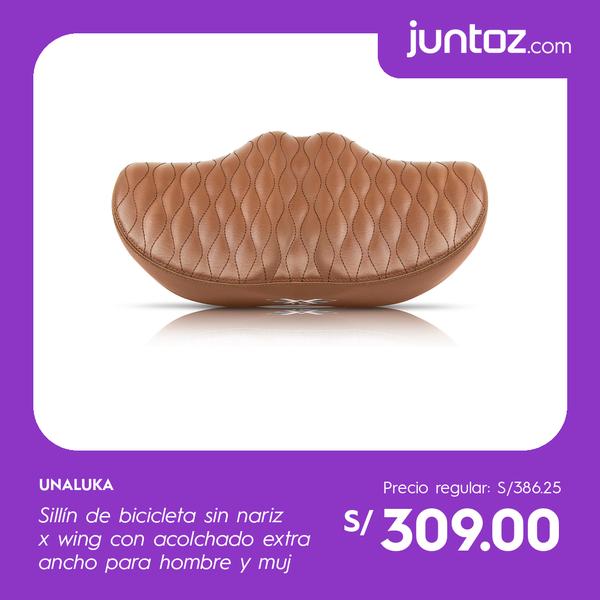 juntoz.com
UNALUKA
Sillín de bicicleta sin nariz
x wing con acolchado extra
ancho para hombre y muj
Precio regular: S/386.25
S/ 309.00